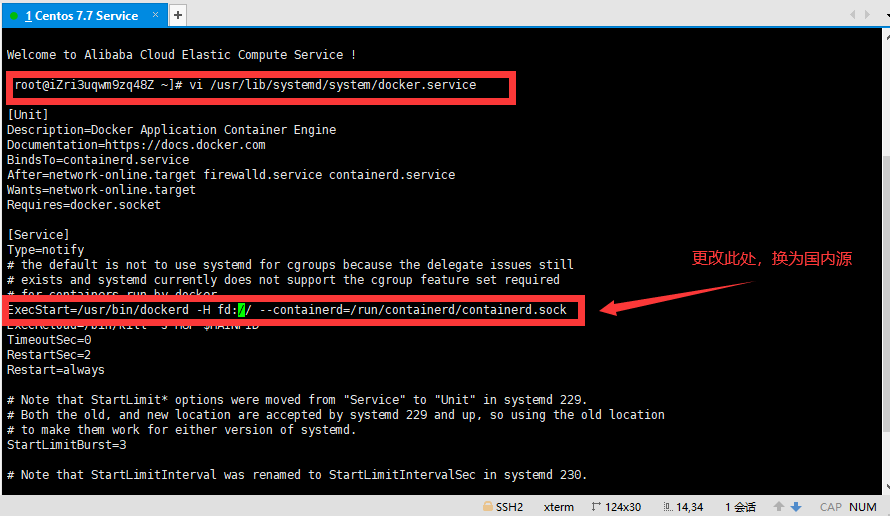 1 Centos 7.7 Service
Welcome to Alibaba Cloud Elastic Compute Service !
root@iZri3uqwm9zq48Z ~]# vi /usr/lib/systemd/system/docker.service
[Unit]
Description=Docker Application Container Engine
Documentation=https://docs.docker.com
BindsTo=containerd.service
After=network-online.target firewalld.service containerd.service
Wants=network-online.target
Requires=docker.socket
[Service]
Type=notify
# the default is not to use systemd for cgroups because the delegate issues still
# exists and systemd currently does not support the cgroup feature set required
# for containers run by docker
ExecStart=/usr/bin/dockerd -H fd:// --containerd=/run/containerd/containerd.sock
ExecReload=/bin/kill -s HUP $MAINPID
TimeoutSec=0
RestartSec=2
Restart=always
更改此处，换为国内源
# Note that StartLimit* options were moved from "Service" to "Unit" in systemd 229.
# Both the old, and new location are accepted by systemd 229 and up, so using the old location
# to make them work for either version of systemd.
StartLimitBurst=3
# Note that StartLimitInterval was renamed to StartLimitIntervalSec in systemd 230.
SSH2 xterm 124x30 14,34 1 会话 CAP NUM